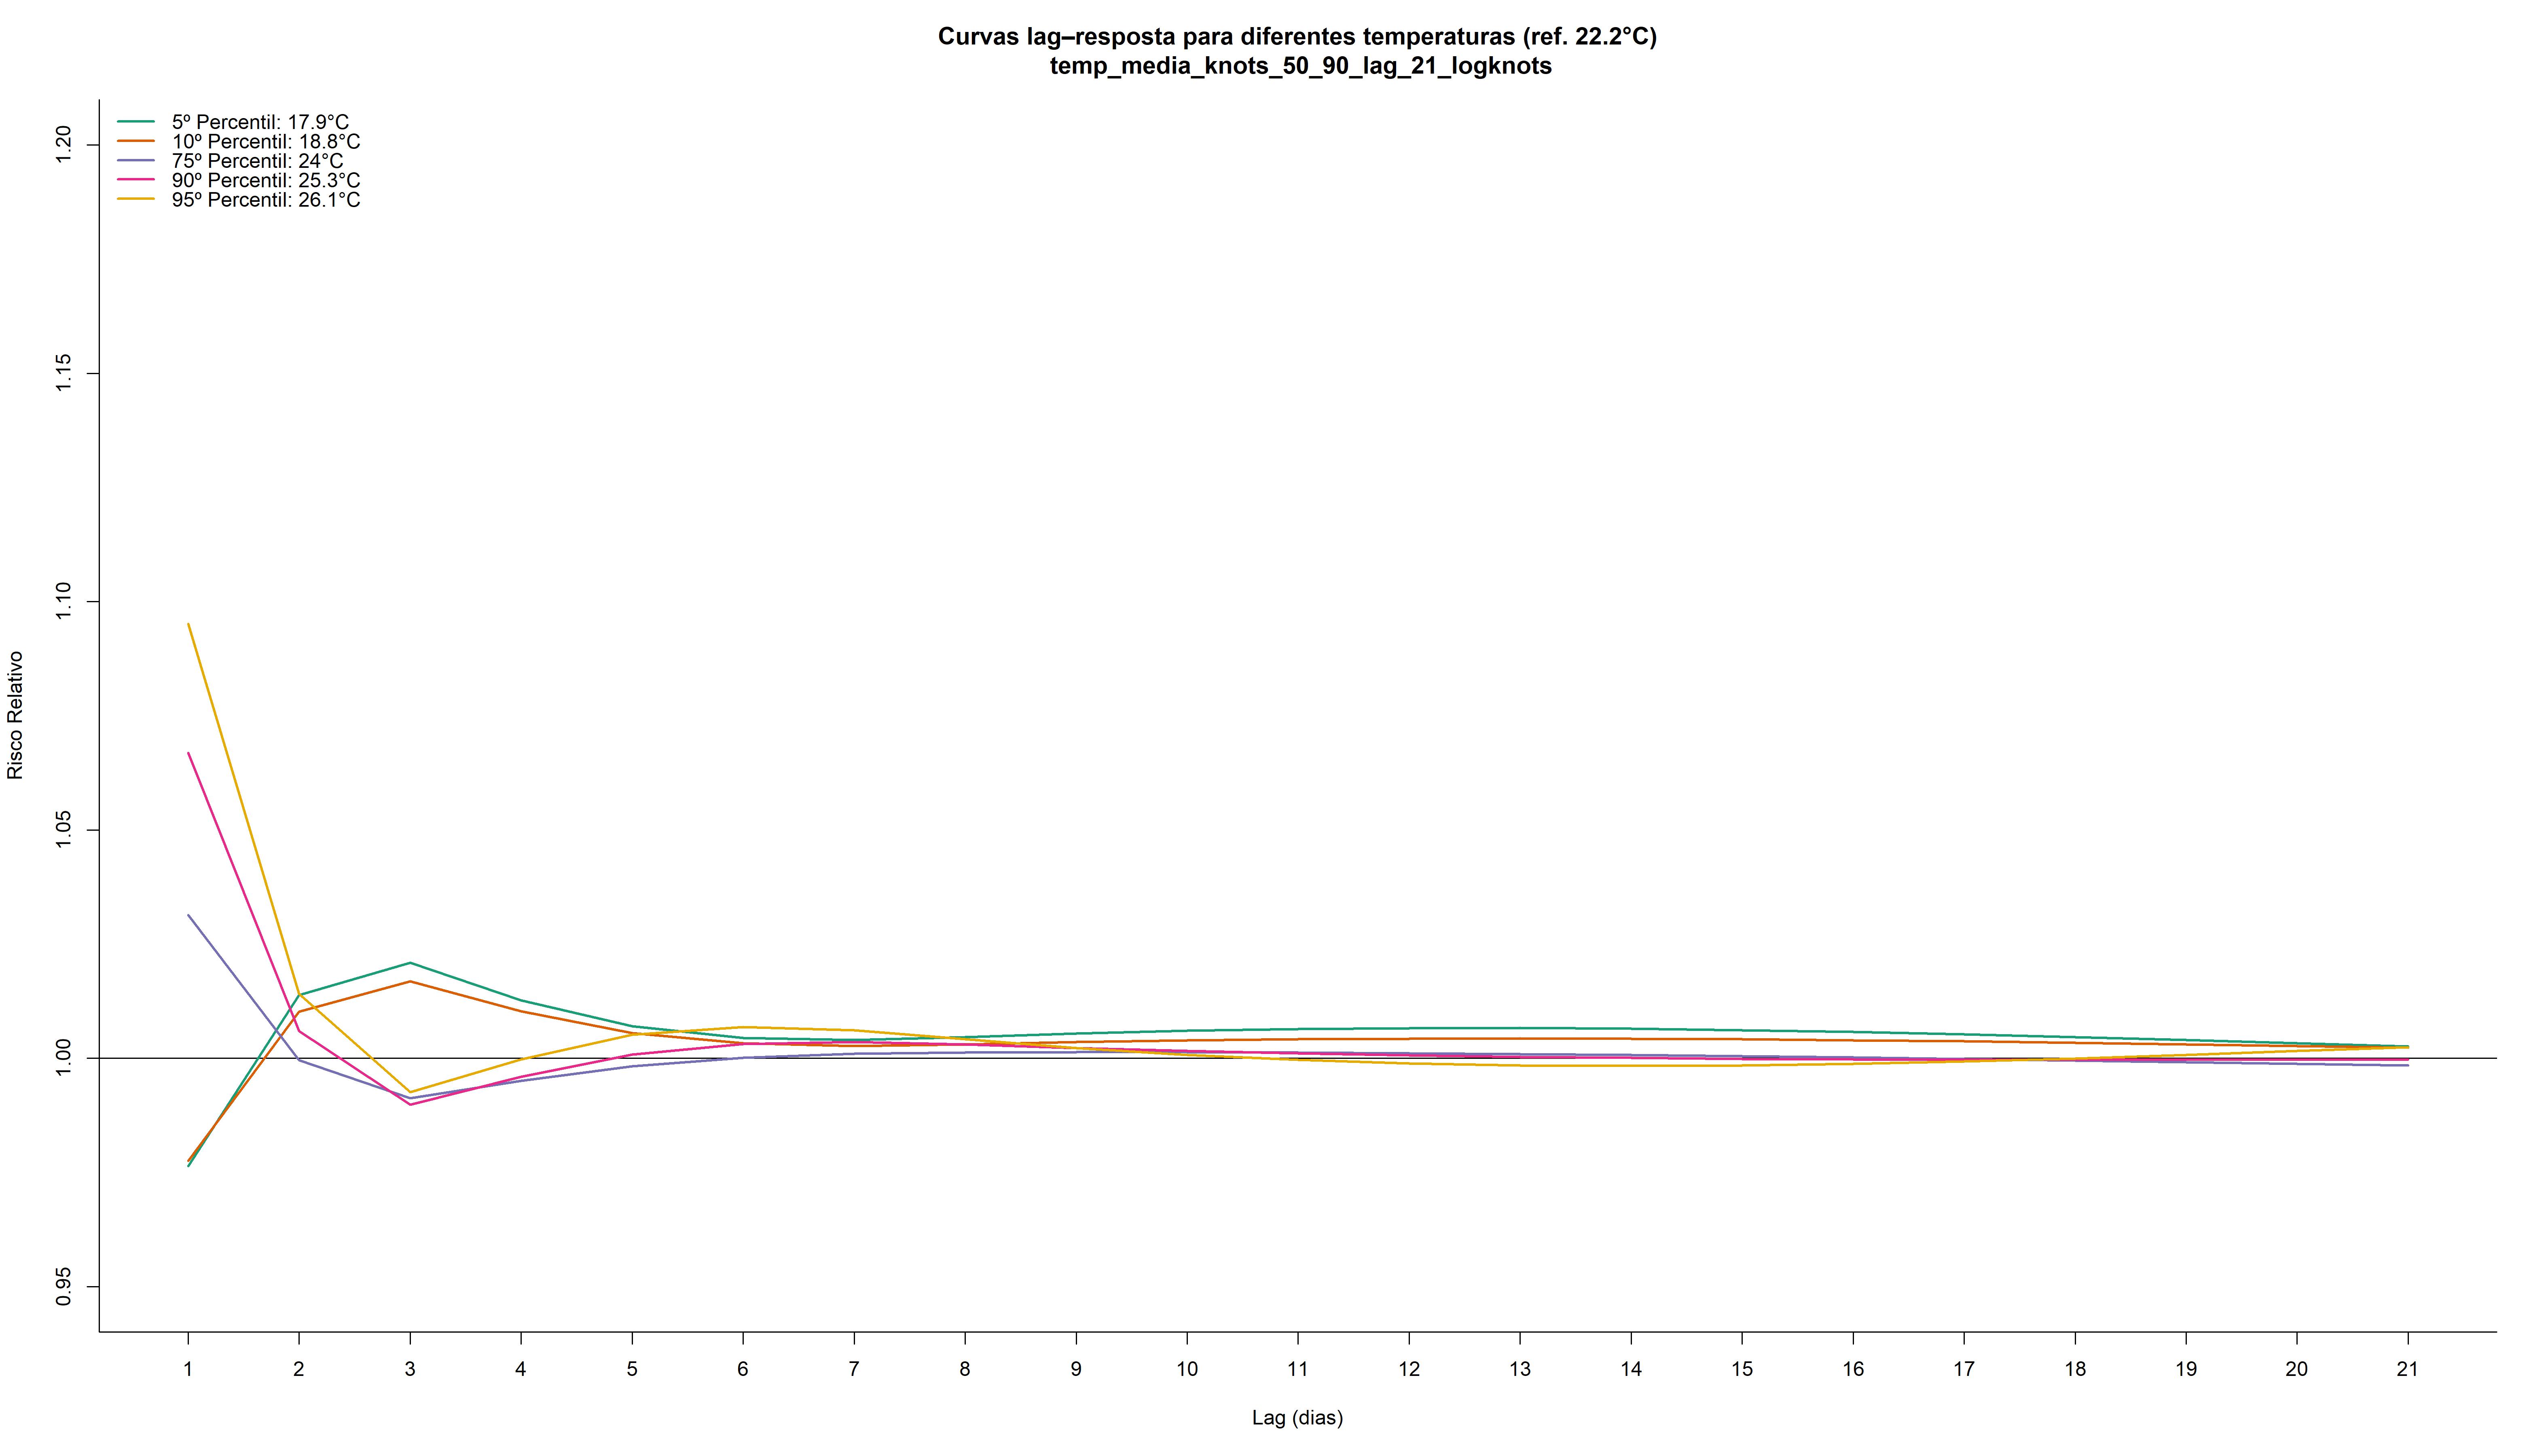 Curvas lag–resposta para diferentes temperaturas (ref. 22.2°C)
temp_media_knots_50_90_lag_21_logknots
5º Percentil: 17.9°C
10º Percentil: 18.8°C
75º Percentil: 24°C
90º Percentil: 25.3°C
95º Percentil: 26.1°C
1.20
1.15
1.10
1.05
1.00
0.95
Risco Relativo
1 2 3 4 5 6 7 8 9 10 11 12 13 14 15 16 17 18 19 20 21
Lag (dias)